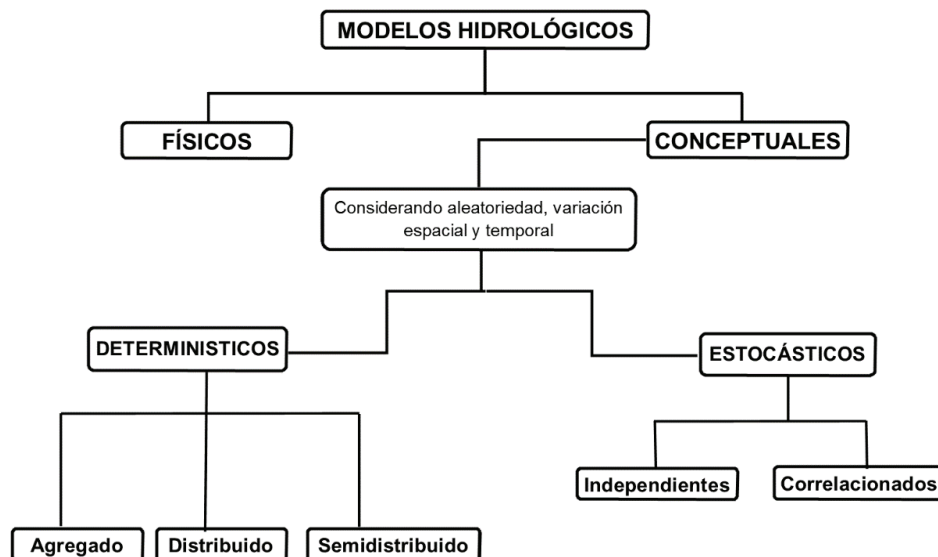 MODELOS HIDROLÓGICOS
FÍSICOS
CONCEPTUALES
Considerando aleatoriedad, variación
espacial y temporal
DETERMINISTICOS
ESTOCÁSTICOS
Independientes
Correlacionados
Agregado
Distribuido
Semidistribuido